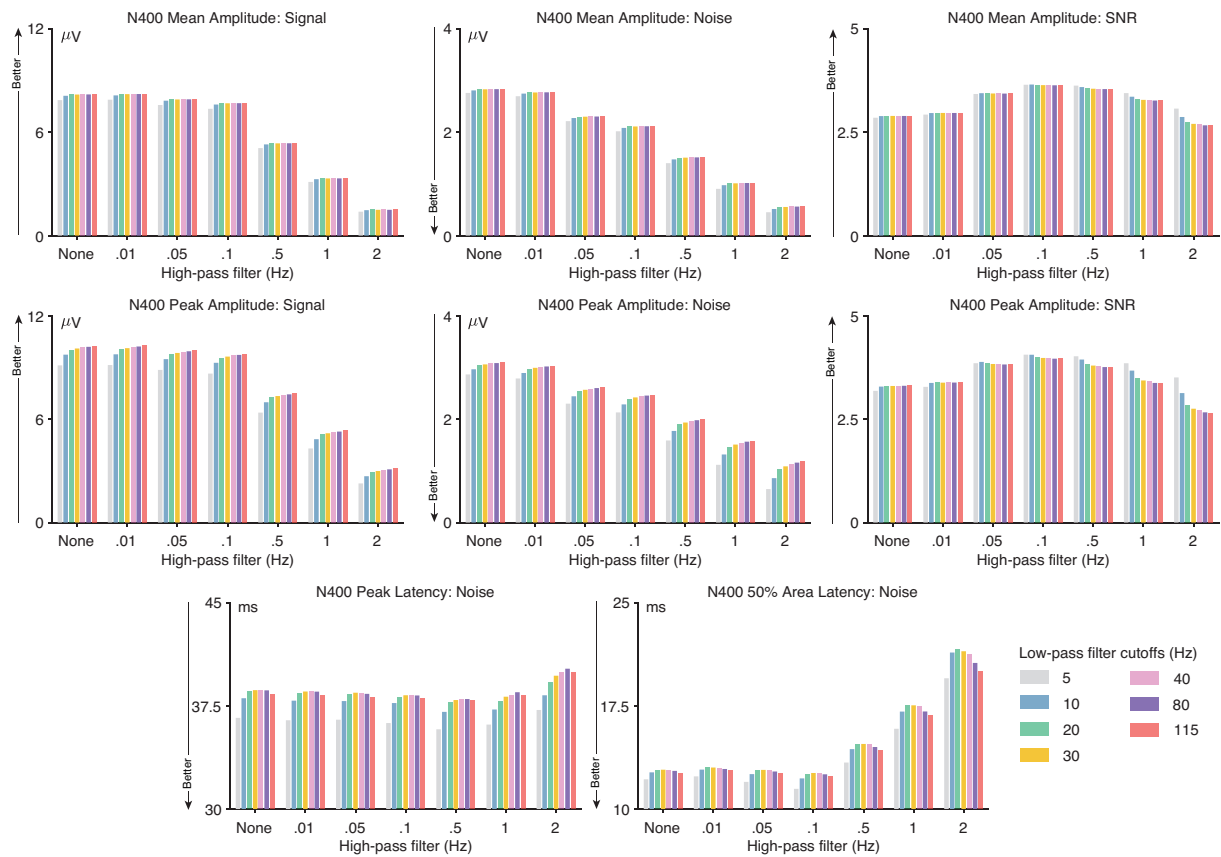 N400 Mean Amplitude: Signal
12
μV
6
0
Better
None .01 .05 .1 .5 1 2
High-pass filter (Hz)
N400 Mean Amplitude: Noise
4
μV
2
0
Better
None .01 .05 .1 .5 1 2
High-pass filter (Hz)
N400 Mean Amplitude: SNR
5
2.5
0
Better
None .01 .05 .1 .5 1 2
High-pass filter (Hz)
N400 Peak Amplitude: Signal
12
μV
6
0
Better
None .01 .05 .1 .5 1 2
High-pass filter (Hz)
N400 Peak Amplitude: Noise
4
μV
2
0
Better
None .01 .05 .1 .5 1 2
High-pass filter (Hz)
N400 Peak Amplitude: SNR
5
2.5
0
Better
None .01 .05 .1 .5 1 2
High-pass filter (Hz)
N400 Peak Latency: Noise
45
ms
37.5
30
Better
None .01 .05 .1 .5 1 2
High-pass filter (Hz)
N400 50% Area Latency: Noise
25
ms
17.5
10
Better
None .01 .05 .1 .5 1 2
High-pass filter (Hz)
Low-pass filter cutoffs (Hz)
5
10
20
30
40
80
115